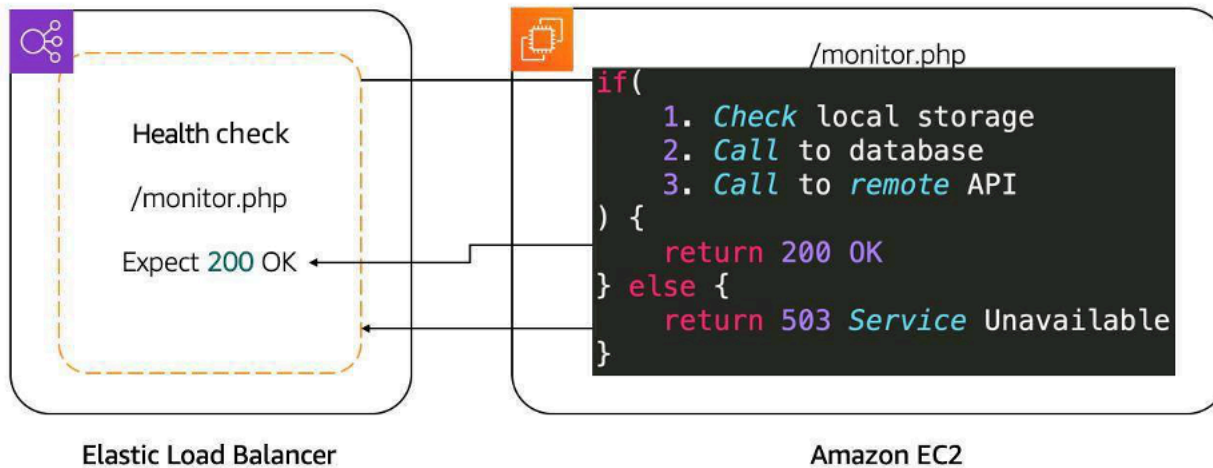 Health check
/monitor.php
Expect 200 OK
Elastic Load Balancer
/monitor.php
if(
1. Check local storage
2. Call to database
3. Call to remote API
) {
return 200 OK
} else {
return 503 Service Unavailable
}
Amazon EC2